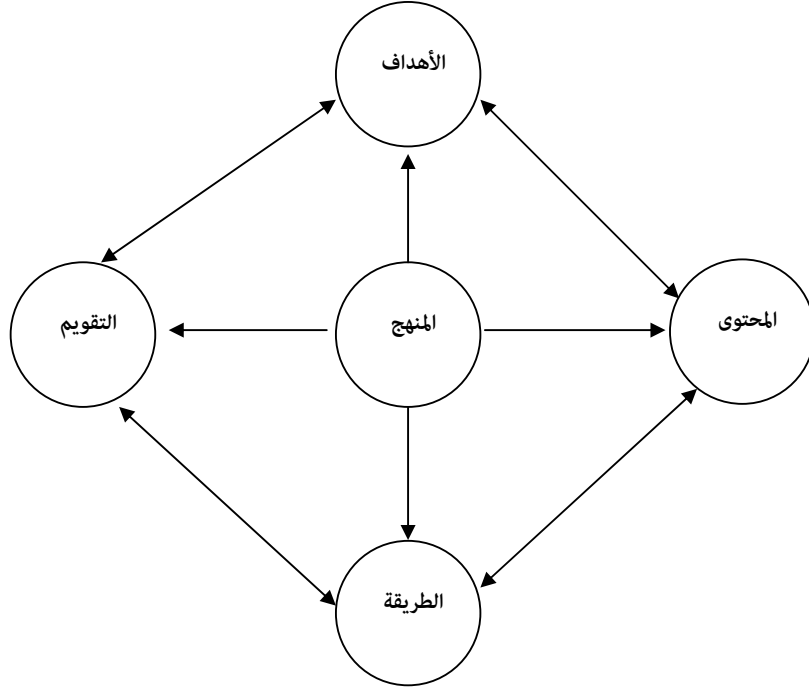 الأهداف
المحتوى
المنهج
التقويم
الطريقة